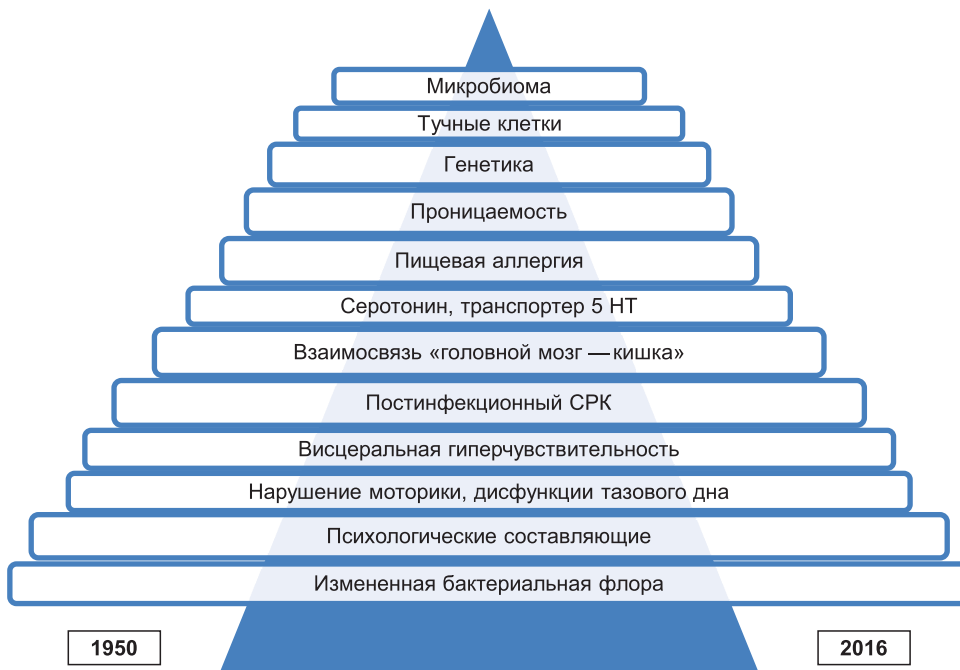 Микробиома
Тучные клетки
Генетика
Проницаемость
Пищевая аллергия
Серотонин, транспортер 5 НТ
Взаимосвязь «головной мозг — кишка»
Постинфекционный СРК
Висцеральная гиперчувствительность
Нарушение моторики, дисфункции тазового дна
Психологические составляющие
Измененная бактериальная флора
1950
2016